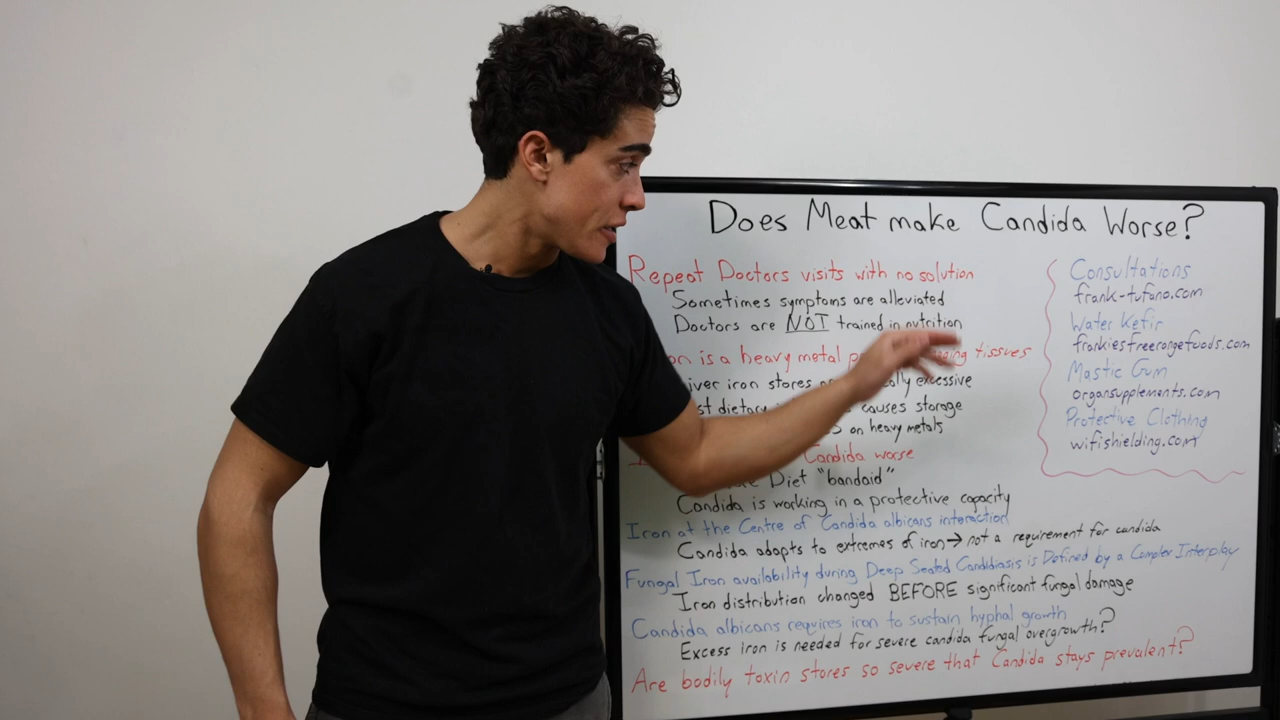 Does Meat make Candida Worse?
Repeat Doctors visits with no solution
Sometimes symptoms are alleviated
Doctors are NOT trained in nutrition
is a heavy metal tissues
iron stores excessive
causes storage
on heavy metals
Candida worse
Diet "bandaid"
Candida is working in a protective capacity
Iron at the Centre of Candida albicans interaction
Candida adapts to extremes of iron → not a requirement for candida
Fungal Iron availability during Deep Seated Candidiasis is Defined by a Complex Interplay
Iron distribution changed BEFORE significant fungal damage
Candida albicans requires iron to sustain hyphal growth
Excess iron is needed for severe candida fungal overgrowth?
Are bodily toxin stores so severe that Candida stays prevalent?
Consultations
frank-tufano.com
Water Kefir
frankiesfreerangefoods.com
Mastic Gum
organsupplements.com
Protective Clothing
wifishielding.com